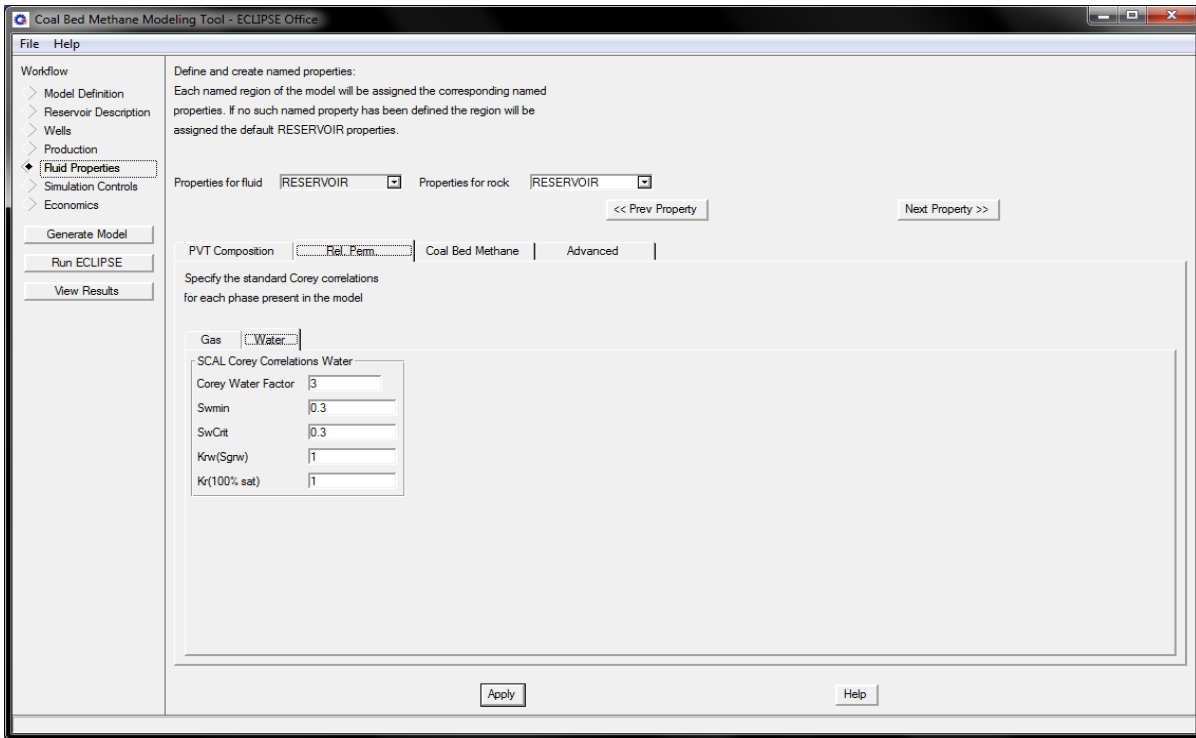 Coal Bed Methane Modeling Tool - ECLIPSE Office
File Help
Workflow
Model Definition
Reservoir Description
Wells
Production
Fluid Properties
Simulation Controls
Economics
Generate Model
Run ECLIPSE
View Results
Define and create named properties:
Each named region of the model will be assigned the corresponding named
properties. If no such named property has been defined the region will be
assigned the default RESERVOIR properties.
Properties for fluid RESERVOIR Properties for rock RESERVOIR
<< Prev Property Next Property >>
PVT Composition Rel. Perm. Coal Bed Methane Advanced
Specify the standard Corey correlations
for each phase present in the model
Gas Water
SCAL Corey Correlations Water
Corey Water Factor 3
Swmin 0.3
SwCrit 0.3
Krw(Sgrw) 1
Kr(100% sat) 1
Apply Help